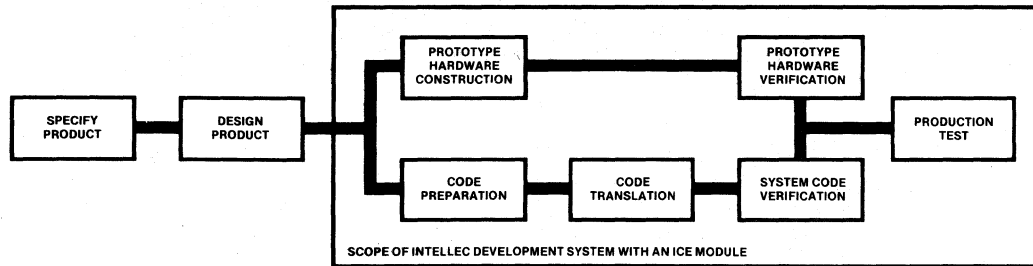 SPECIFY
PRODUCT
DESIGN
PRODUCT
PROTOTYPE
HARDWARE
CONSTRUCTION
PROTOTYPE
HARDWARE
VERIFICATION
CODE
PREPARATION
CODE
TRANSLATION
SYSTEM CODE
VERIFICATION
PRODUCTION
TEST
SCOPE OF INTELLEC DEVELOPMENT SYSTEM WITH AN ICE MODULE